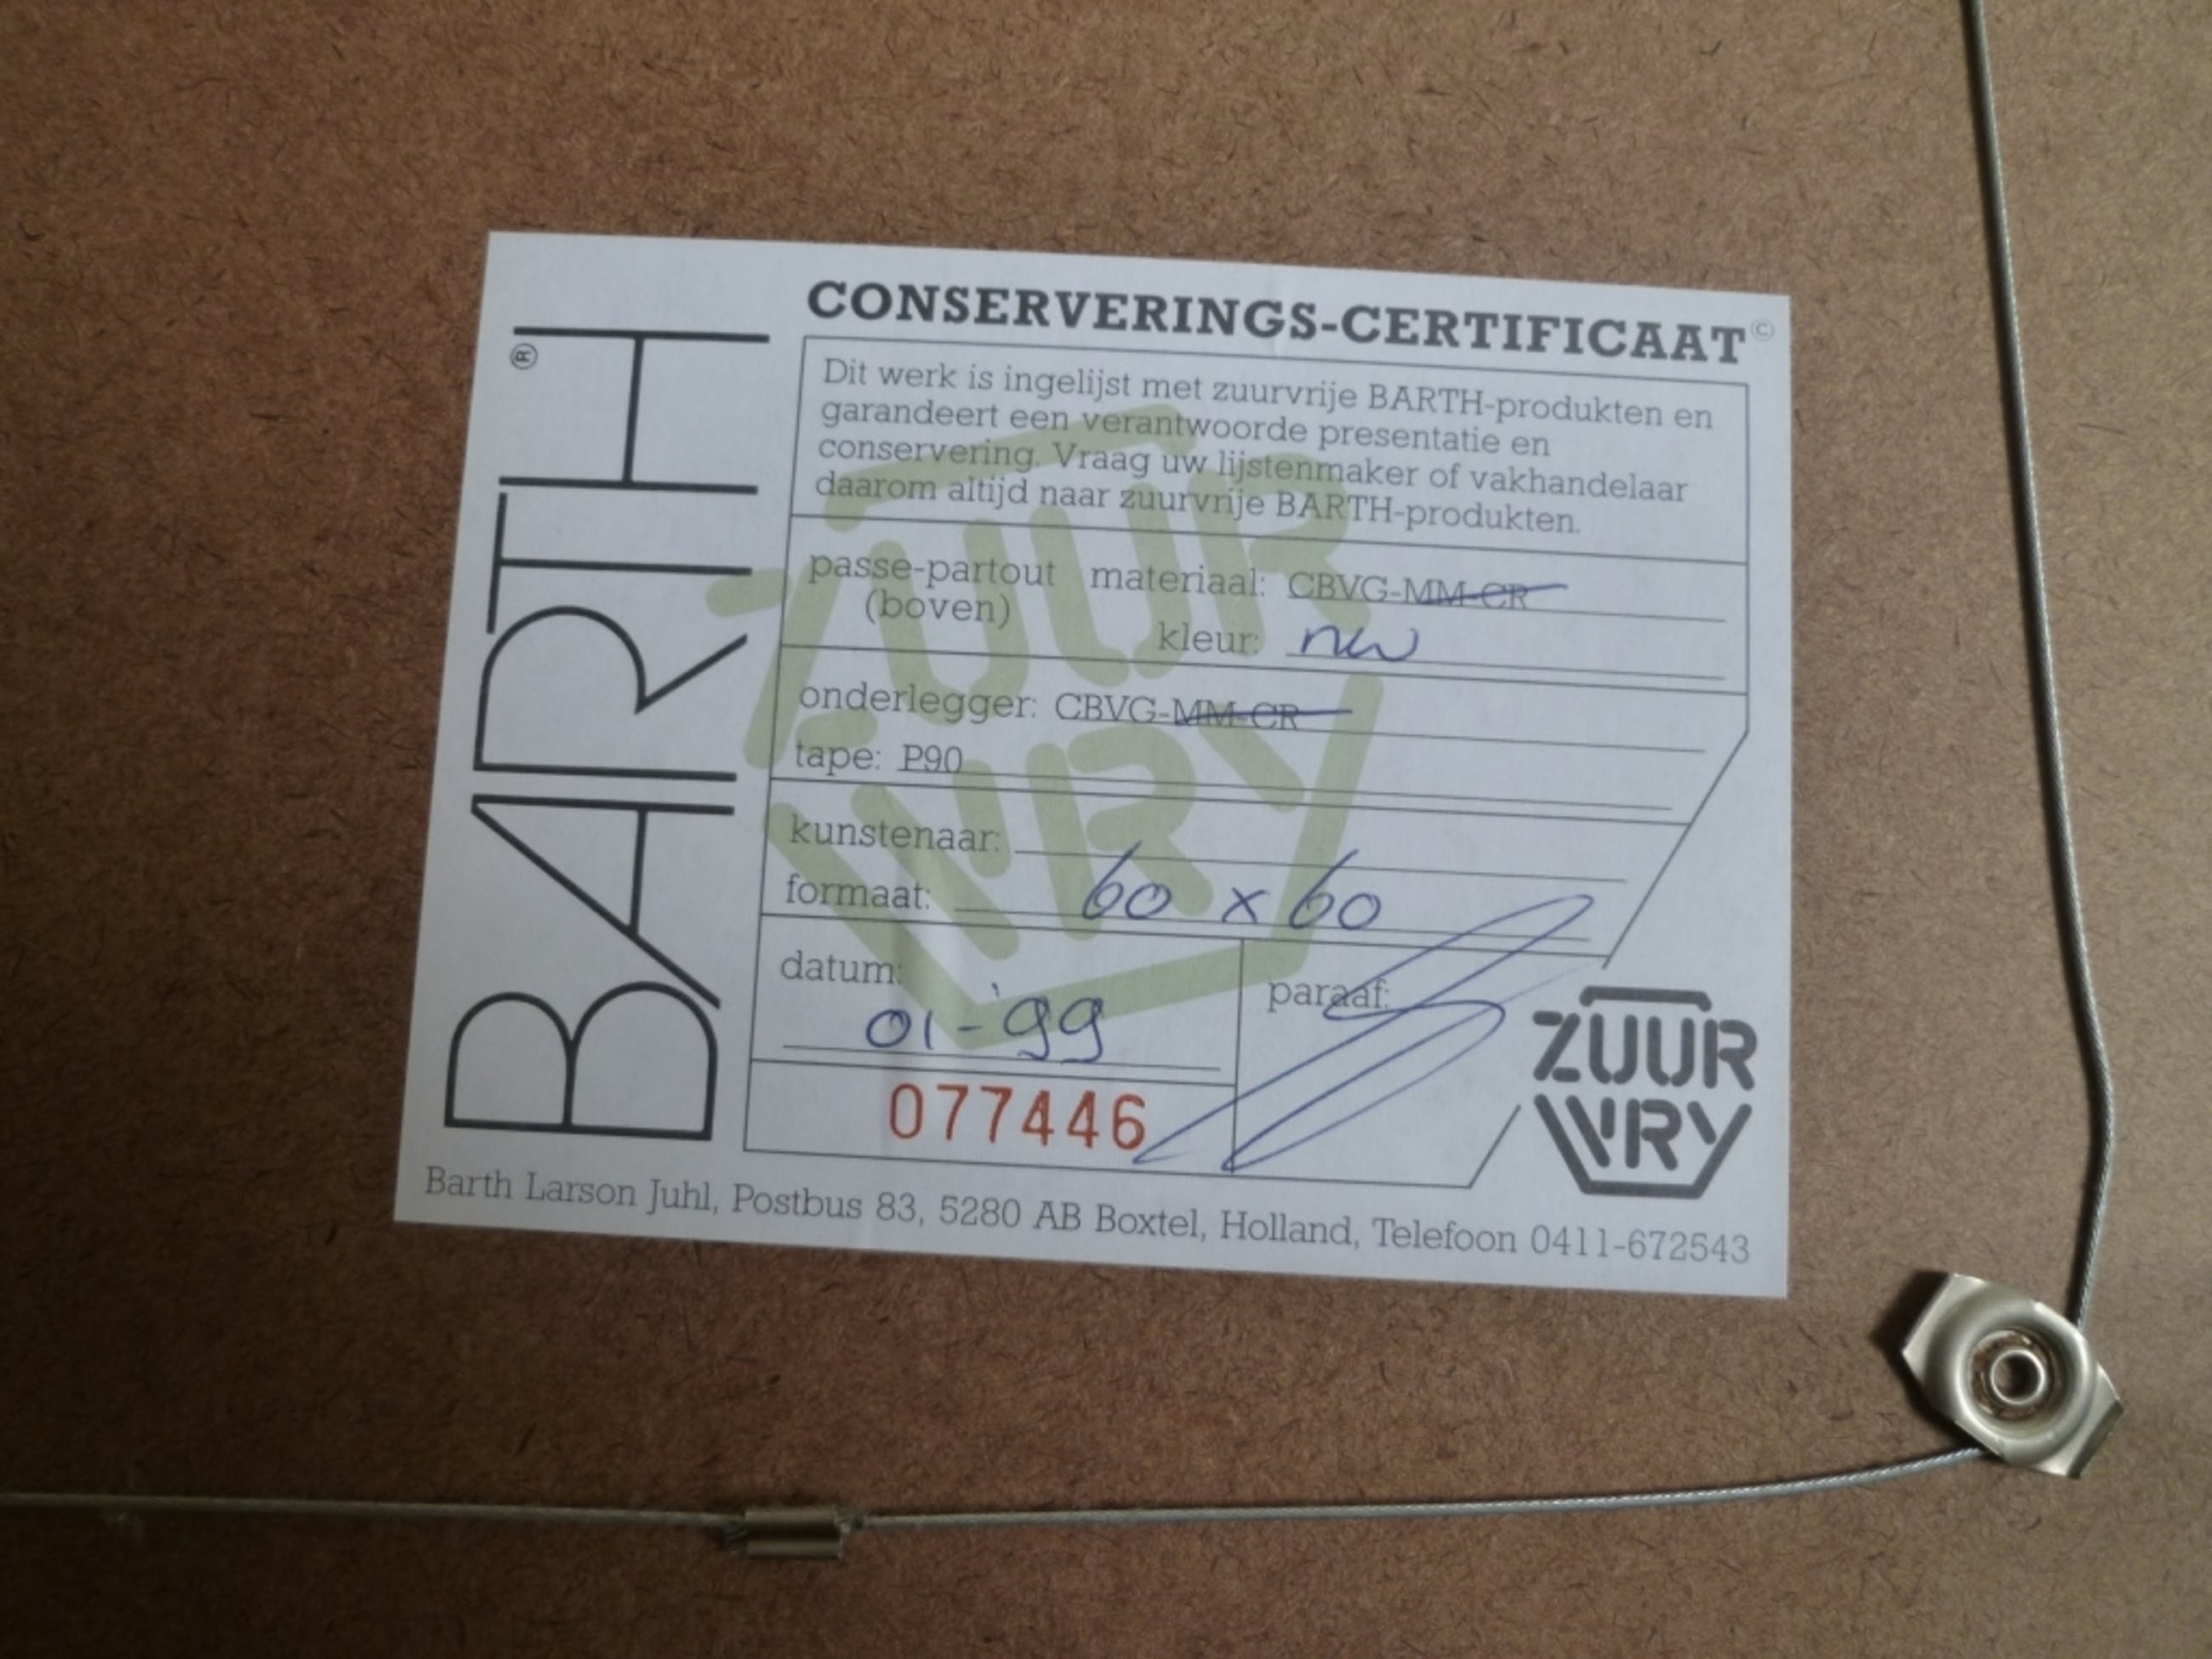 BARTH®
CONSERVERINGS-CERTIFICAAT©
Dit werk is ingelijst met zuurvrije BARTH-produkten en
garandeert een verantwoorde presentatie en
conservering. Vraag uw lijstenmaker of vakhandelaar
daarom altijd naar zuurvrije BARTH-produkten.
passe-partout materiaal: CBVG-MM-CR
(boven)
kleur: nw
onderlegger: CBVG-MM-CR
tape: P90
kunstenaar:
formaat: 60 x 60
datum:
01-'99
paraaf:
077446
ZUUR
VRY
ZUUR
VRY
Barth Larson Juhl, Postbus 83, 5280 AB Boxtel, Holland, Telefoon 0411-672543